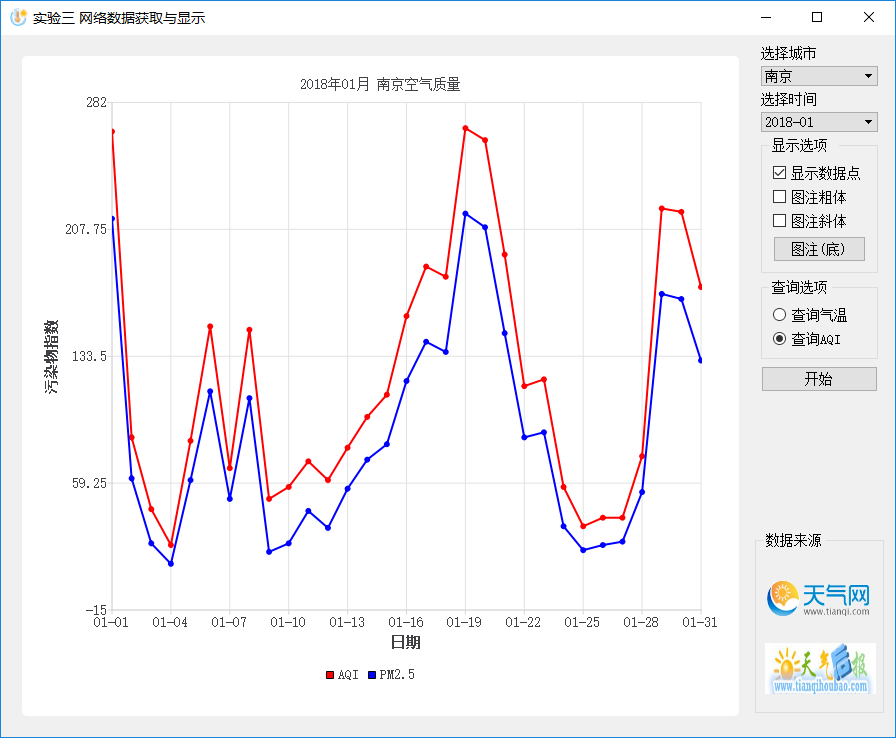 实验三 网络数据获取与显示
2018年01月 南京空气质量
282
207.75
133.5
59.25
-15
污染物指数
01-01 01-04 01-07 01-10 01-13 01-16 01-19 01-22 01-25 01-28 01-31
日期
AQI PM2.5
选择城市
南京
选择时间
2018-01
显示选项
显示数据点
图注粗体
图注斜体
图注(底)
查询选项
查询气温
查询AQI
开始
数据来源
天气网
www.tianqi.com
天气后报
www.tianqihoubao.com